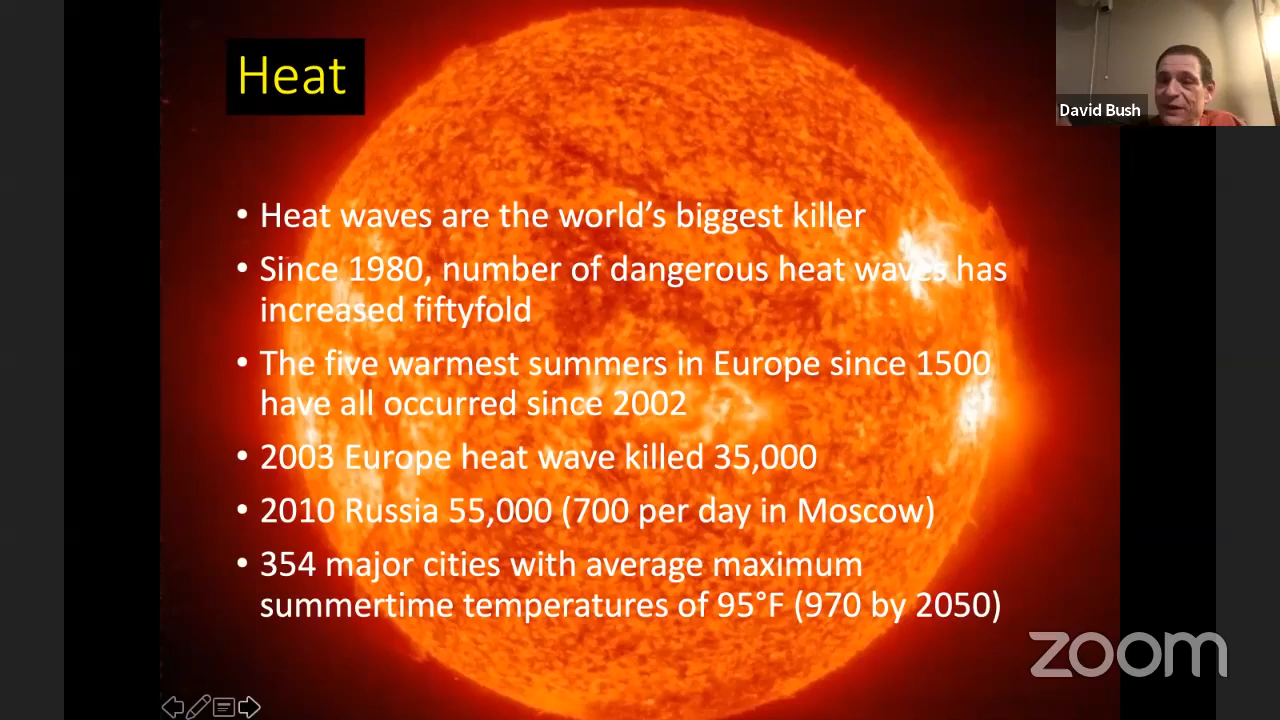 Heat
David Bush
• Heat waves are the world’s biggest killer
• Since 1980, number of dangerous heat waves has
increased fiftyfold
• The five warmest summers in Europe since 1500
have all occurred since 2002
• 2003 Europe heat wave killed 35,000
• 2010 Russia 55,000 (700 per day in Moscow)
• 354 major cities with average maximum
summertime temperatures of 95°F (970 by 2050)
zoom